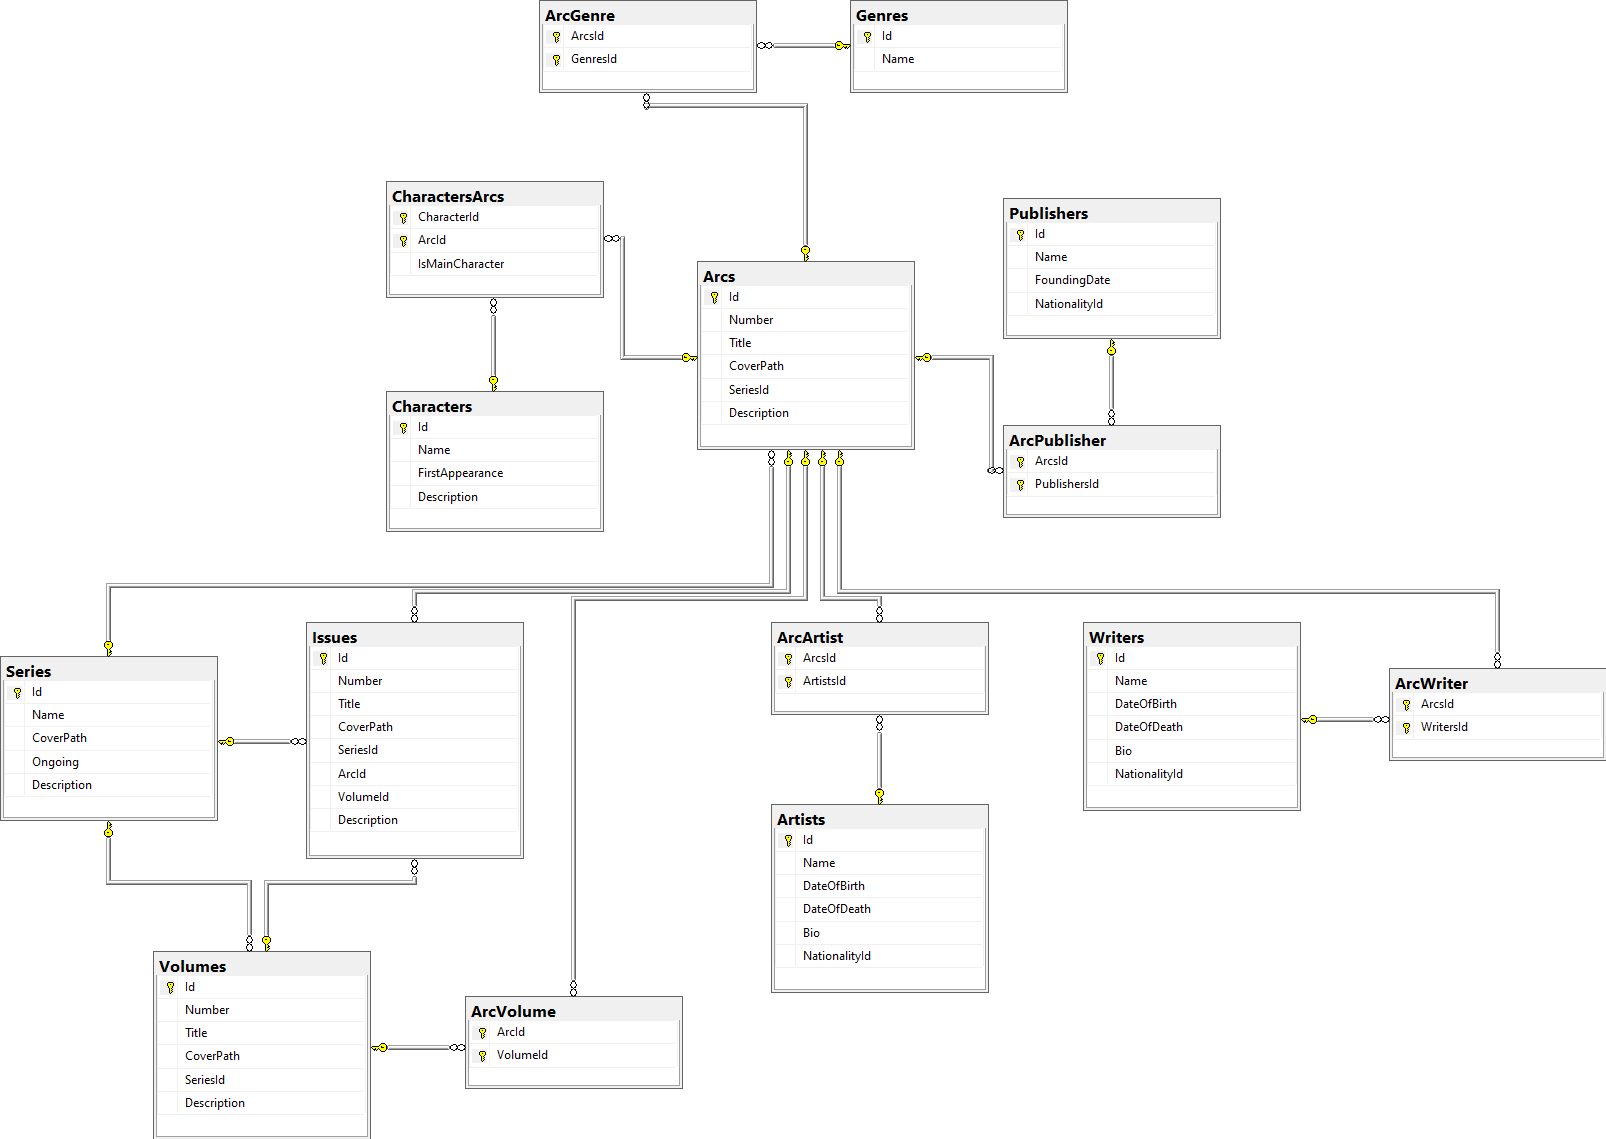 ArcGenre
ArcsId
GenresId
Genres
Id
Name
CharactersArcs
CharacterId
ArcId
IsMainCharacter
Publishers
Id
Name
FoundingDate
NationalityId
Arcs
Id
Number
Title
CoverPath
SeriesId
Description
Characters
Id
Name
FirstAppearance
Description
ArcPublisher
ArcsId
PublishersId
Series
Id
Name
CoverPath
Ongoing
Description
Issues
Id
Number
Title
CoverPath
SeriesId
ArcId
VolumeId
Description
ArcArtist
ArcsId
ArtistsId
Writers
Id
Name
DateOfBirth
DateOfDeath
Bio
NationalityId
ArcWriter
ArcsId
WritersId
Artists
Id
Name
DateOfBirth
DateOfDeath
Bio
NationalityId
Volumes
Id
Number
Title
CoverPath
SeriesId
Description
ArcVolume
ArcId
VolumeId